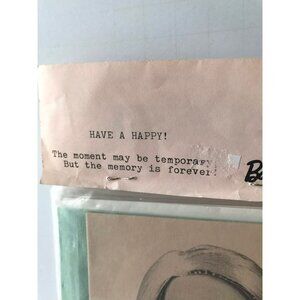 HAVE A HAPPY!
The moment may be temporary
But the memory is forever